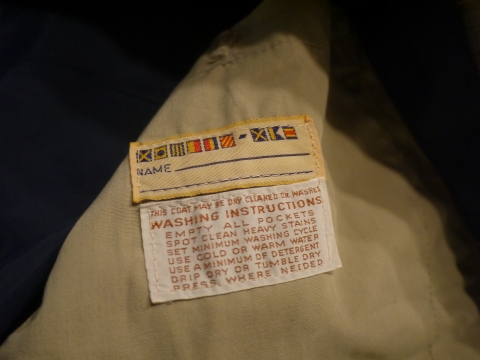 NAME
THIS COAT MAY BE DRY CLEANED OR WASHED
WASHING INSTRUCTIONS
EMPTY ALL POCKETS
SPOT CLEAN HEAVY STAINS
SET MINIMUM WASHING CYCLE
USE COLD OR WARM WATER
USE A MINIMUM OF DETERGENT
DRIP DRY OR TUMBLE DRY
PRESS WHERE NEEDED